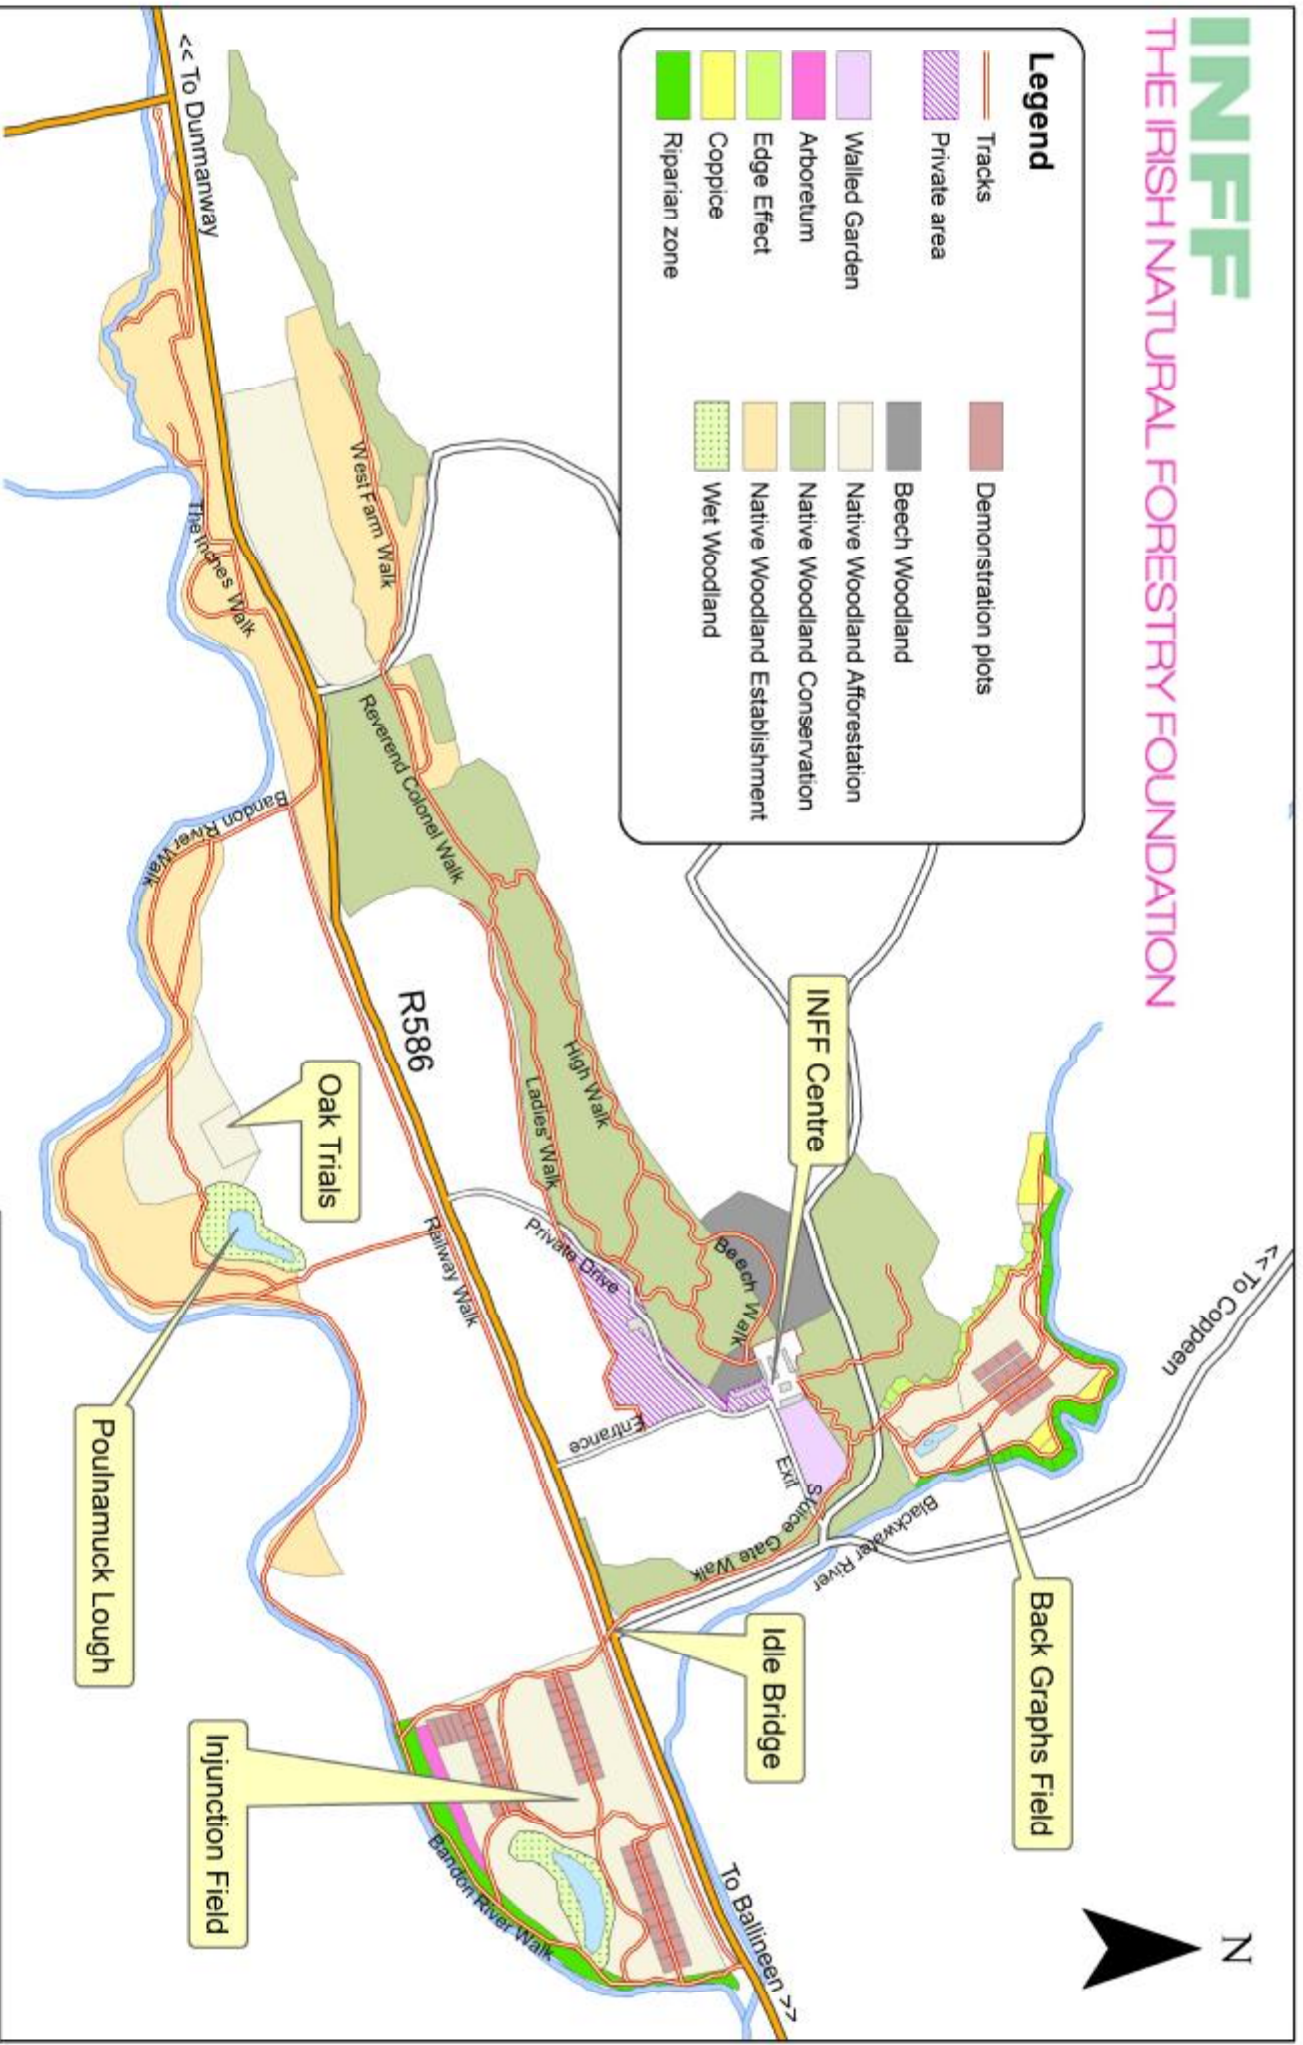 INFF
THE IRISH NATURAL FORESTRY FOUNDATION
Legend
Tracks
Private area
Walled Garden
Arboretum
Edge Effect
Coppice
Riparian zone
Demonstration plots
Beech Woodland
Native Woodland Afforestation
Native Woodland Conservation
Native Woodland Establishment
Wet Woodland
N
<< To Coppeen
Back Graphs Field
INFF Centre
Blackwater River
Idle Bridge
Sluice Gate Walk
Exit
Entrance
Beech Walk
High Walk
Ladies' Walk
Private Drive
Reverend Colonel Walk
West Farm Walk
<< To Dunmanway
The Inches Walk
R586
Railway Walk
To Ballineen >>
Bandon River Walk
Oak Trials
Poulnamuck Lough
Injunction Field
Bandon River Walk